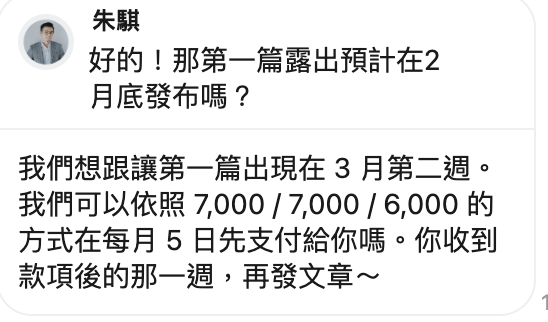 朱騏
好的！那第一篇露出預計在2
月底發布嗎？
我們想跟讓第一篇出現在 3 月第二週。
我們可以依照 7,000 / 7,000 / 6,000 的
方式在每月 5 日先支付給你嗎。你收到
款項後的那一週，再發文章～
1